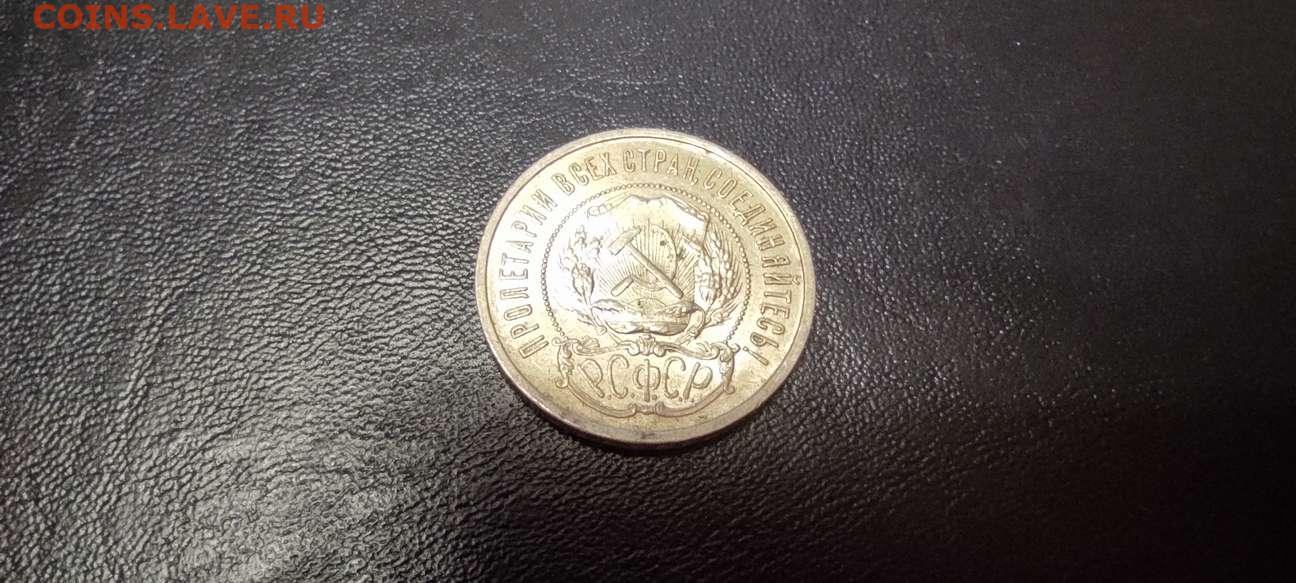 COINS.LAVE.RU
ПРОЛЕТАРИИ ВСЕХ СТРАН, СОЕДИНЯЙТЕСЬ!
Р.С.Ф.С.Р.